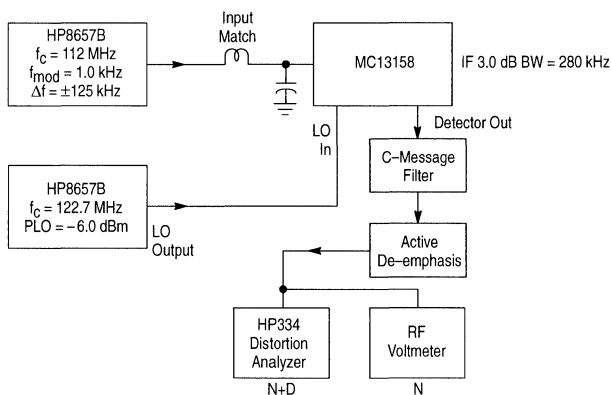 HP8657B
fC = 112 MHz
fmod = 1.0 kHz
Δf = ±125 kHz
Input
Match
MC13158
IF 3.0 dB BW = 280 kHz
LO
In
Detector Out
C–Message
Filter
HP8657B
fC = 122.7 MHz
PLO = –6.0 dBm
LO
Output
Active
De–emphasis
HP334
Distortion
Analyzer
N+D
RF
Voltmeter
N